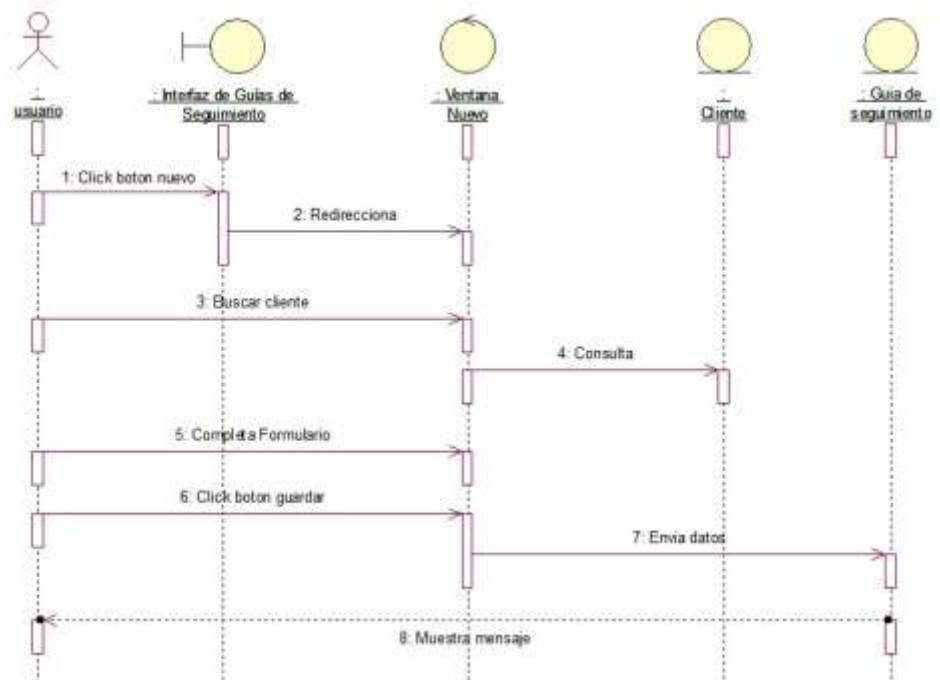 : usuario
: Interfaz de Guías de
Seguimiento
: Ventana
Nuevo
: Cliente
: Guia de
seguimiento
1: Click boton nuevo
2: Redirecciona
3: Buscar cliente
4: Consulta
5: Completa Formulario
6: Click boton guardar
7: Envia datos
8: Muestra mensaje